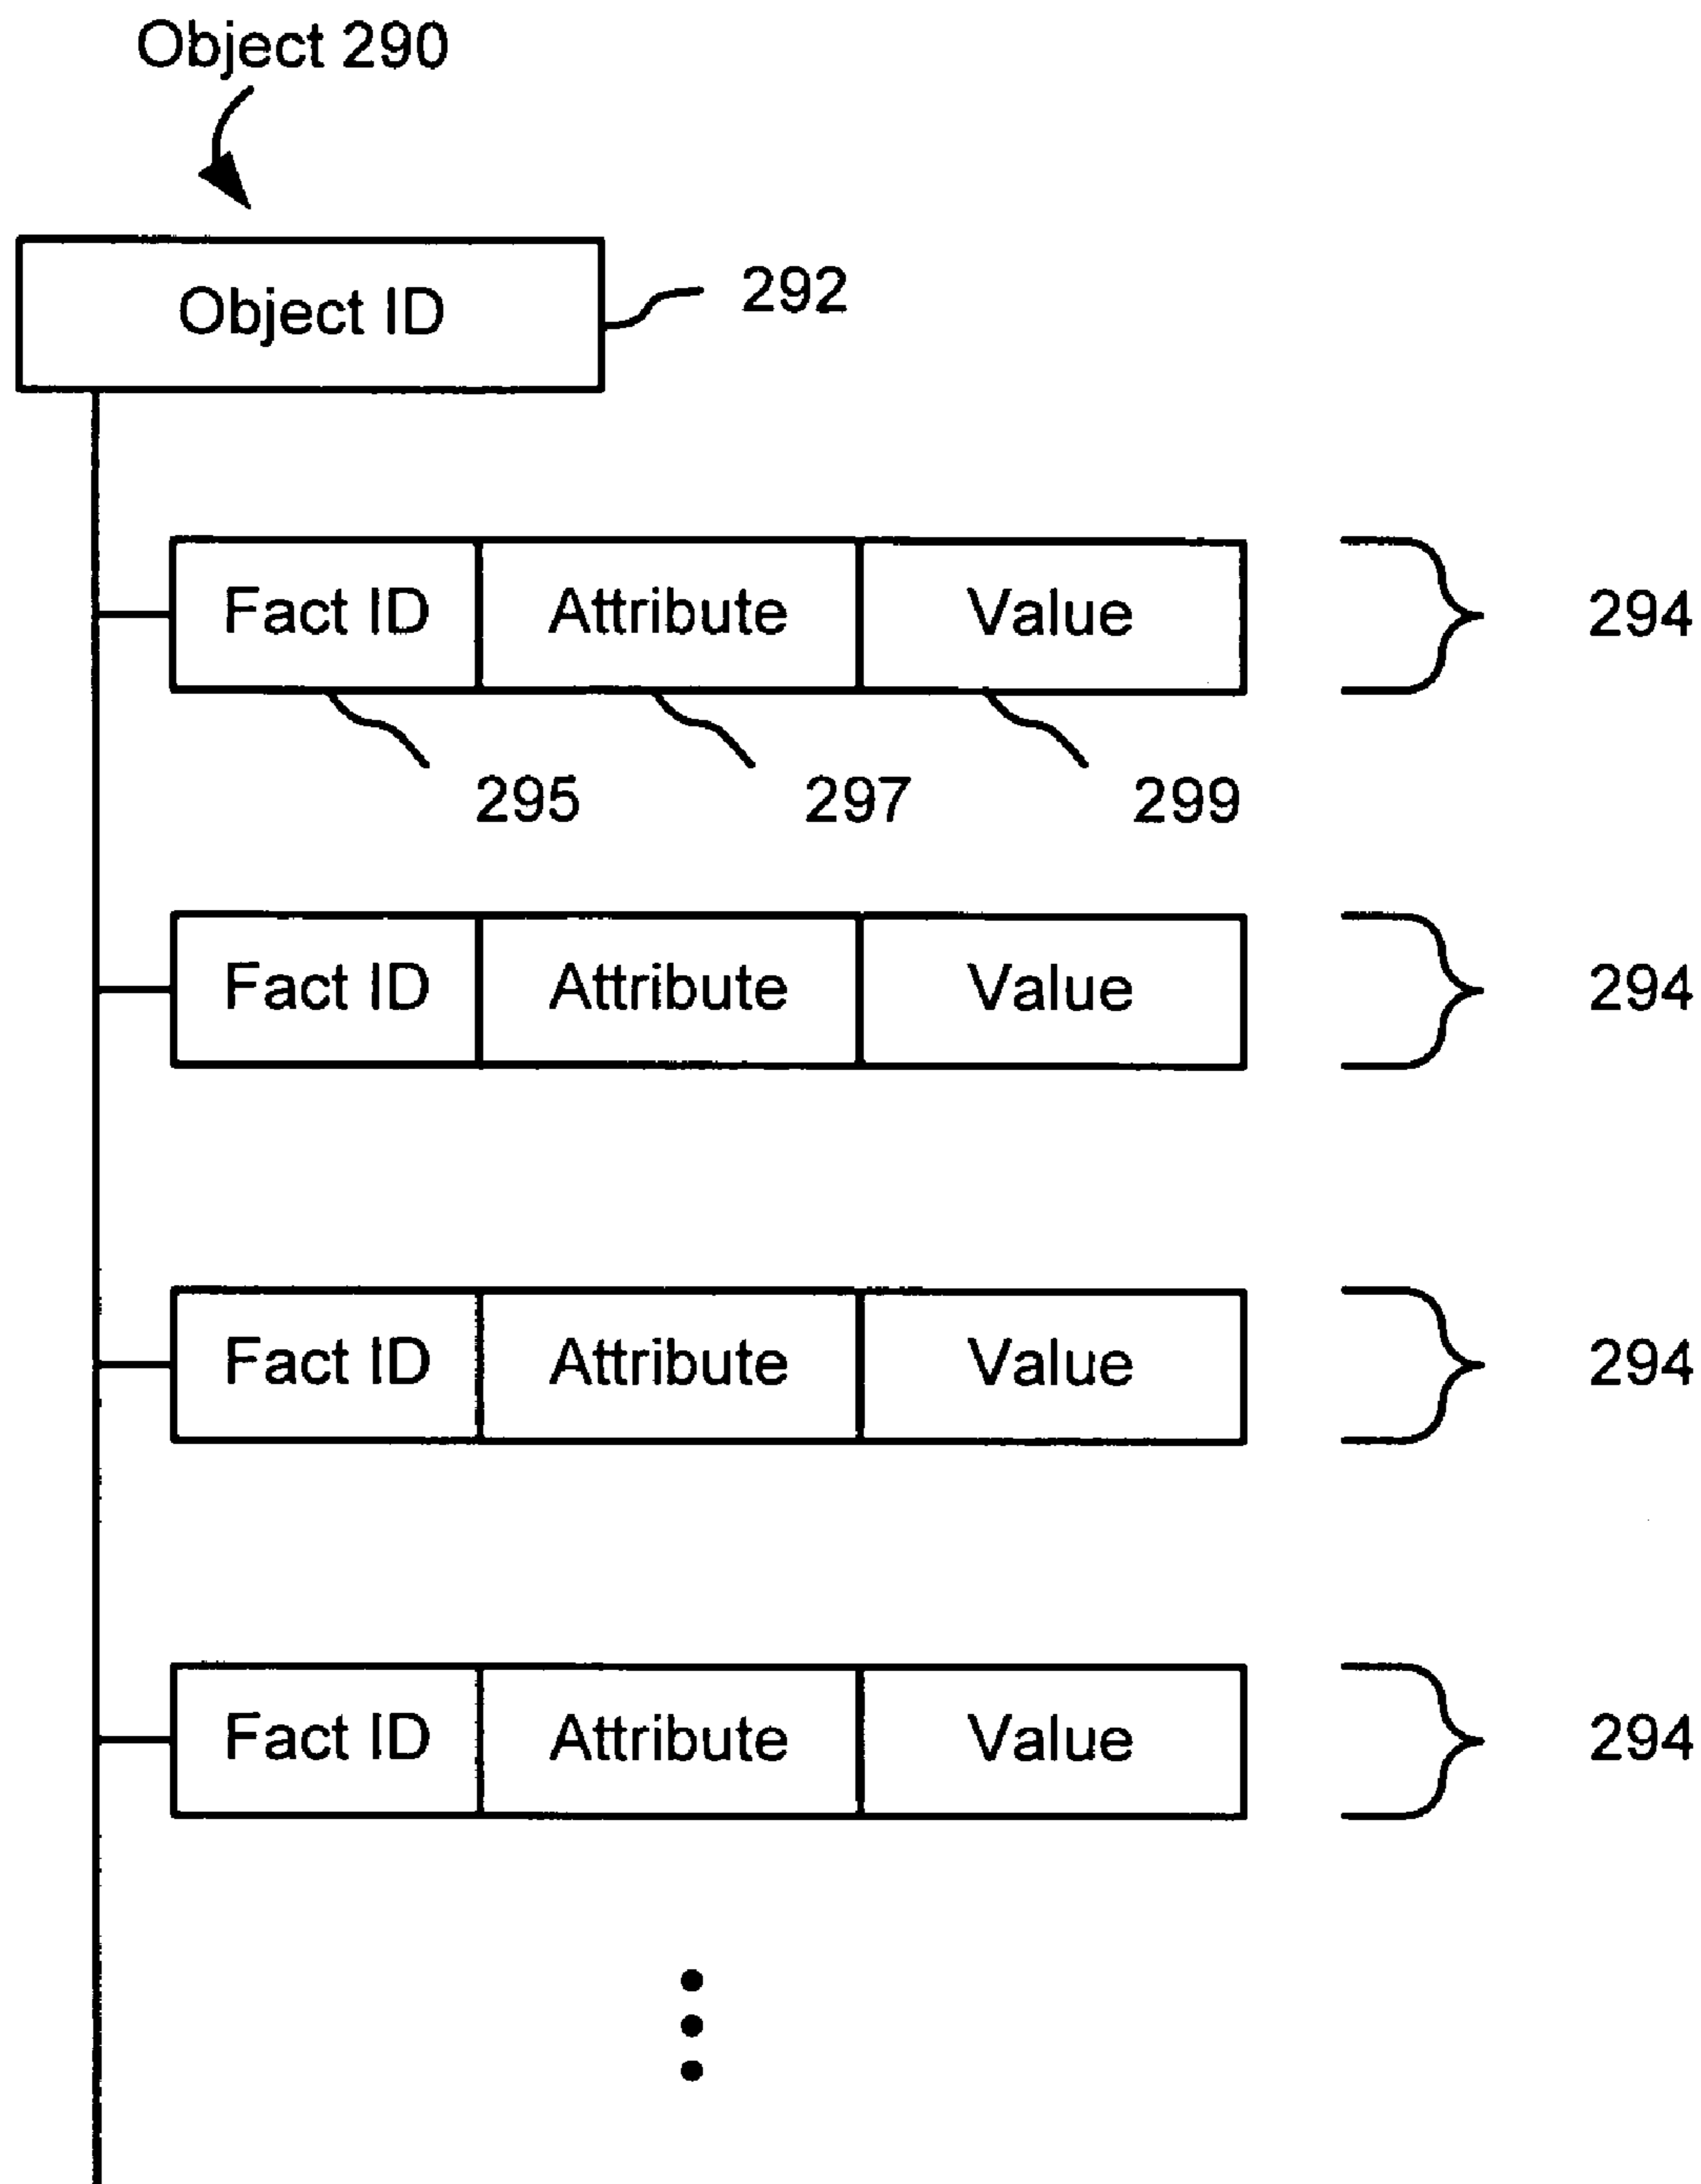 Object 290
Object ID 292
Fact ID Attribute Value 294
295 297 299
Fact ID Attribute Value 294
Fact ID Attribute Value 294
Fact ID Attribute Value 294